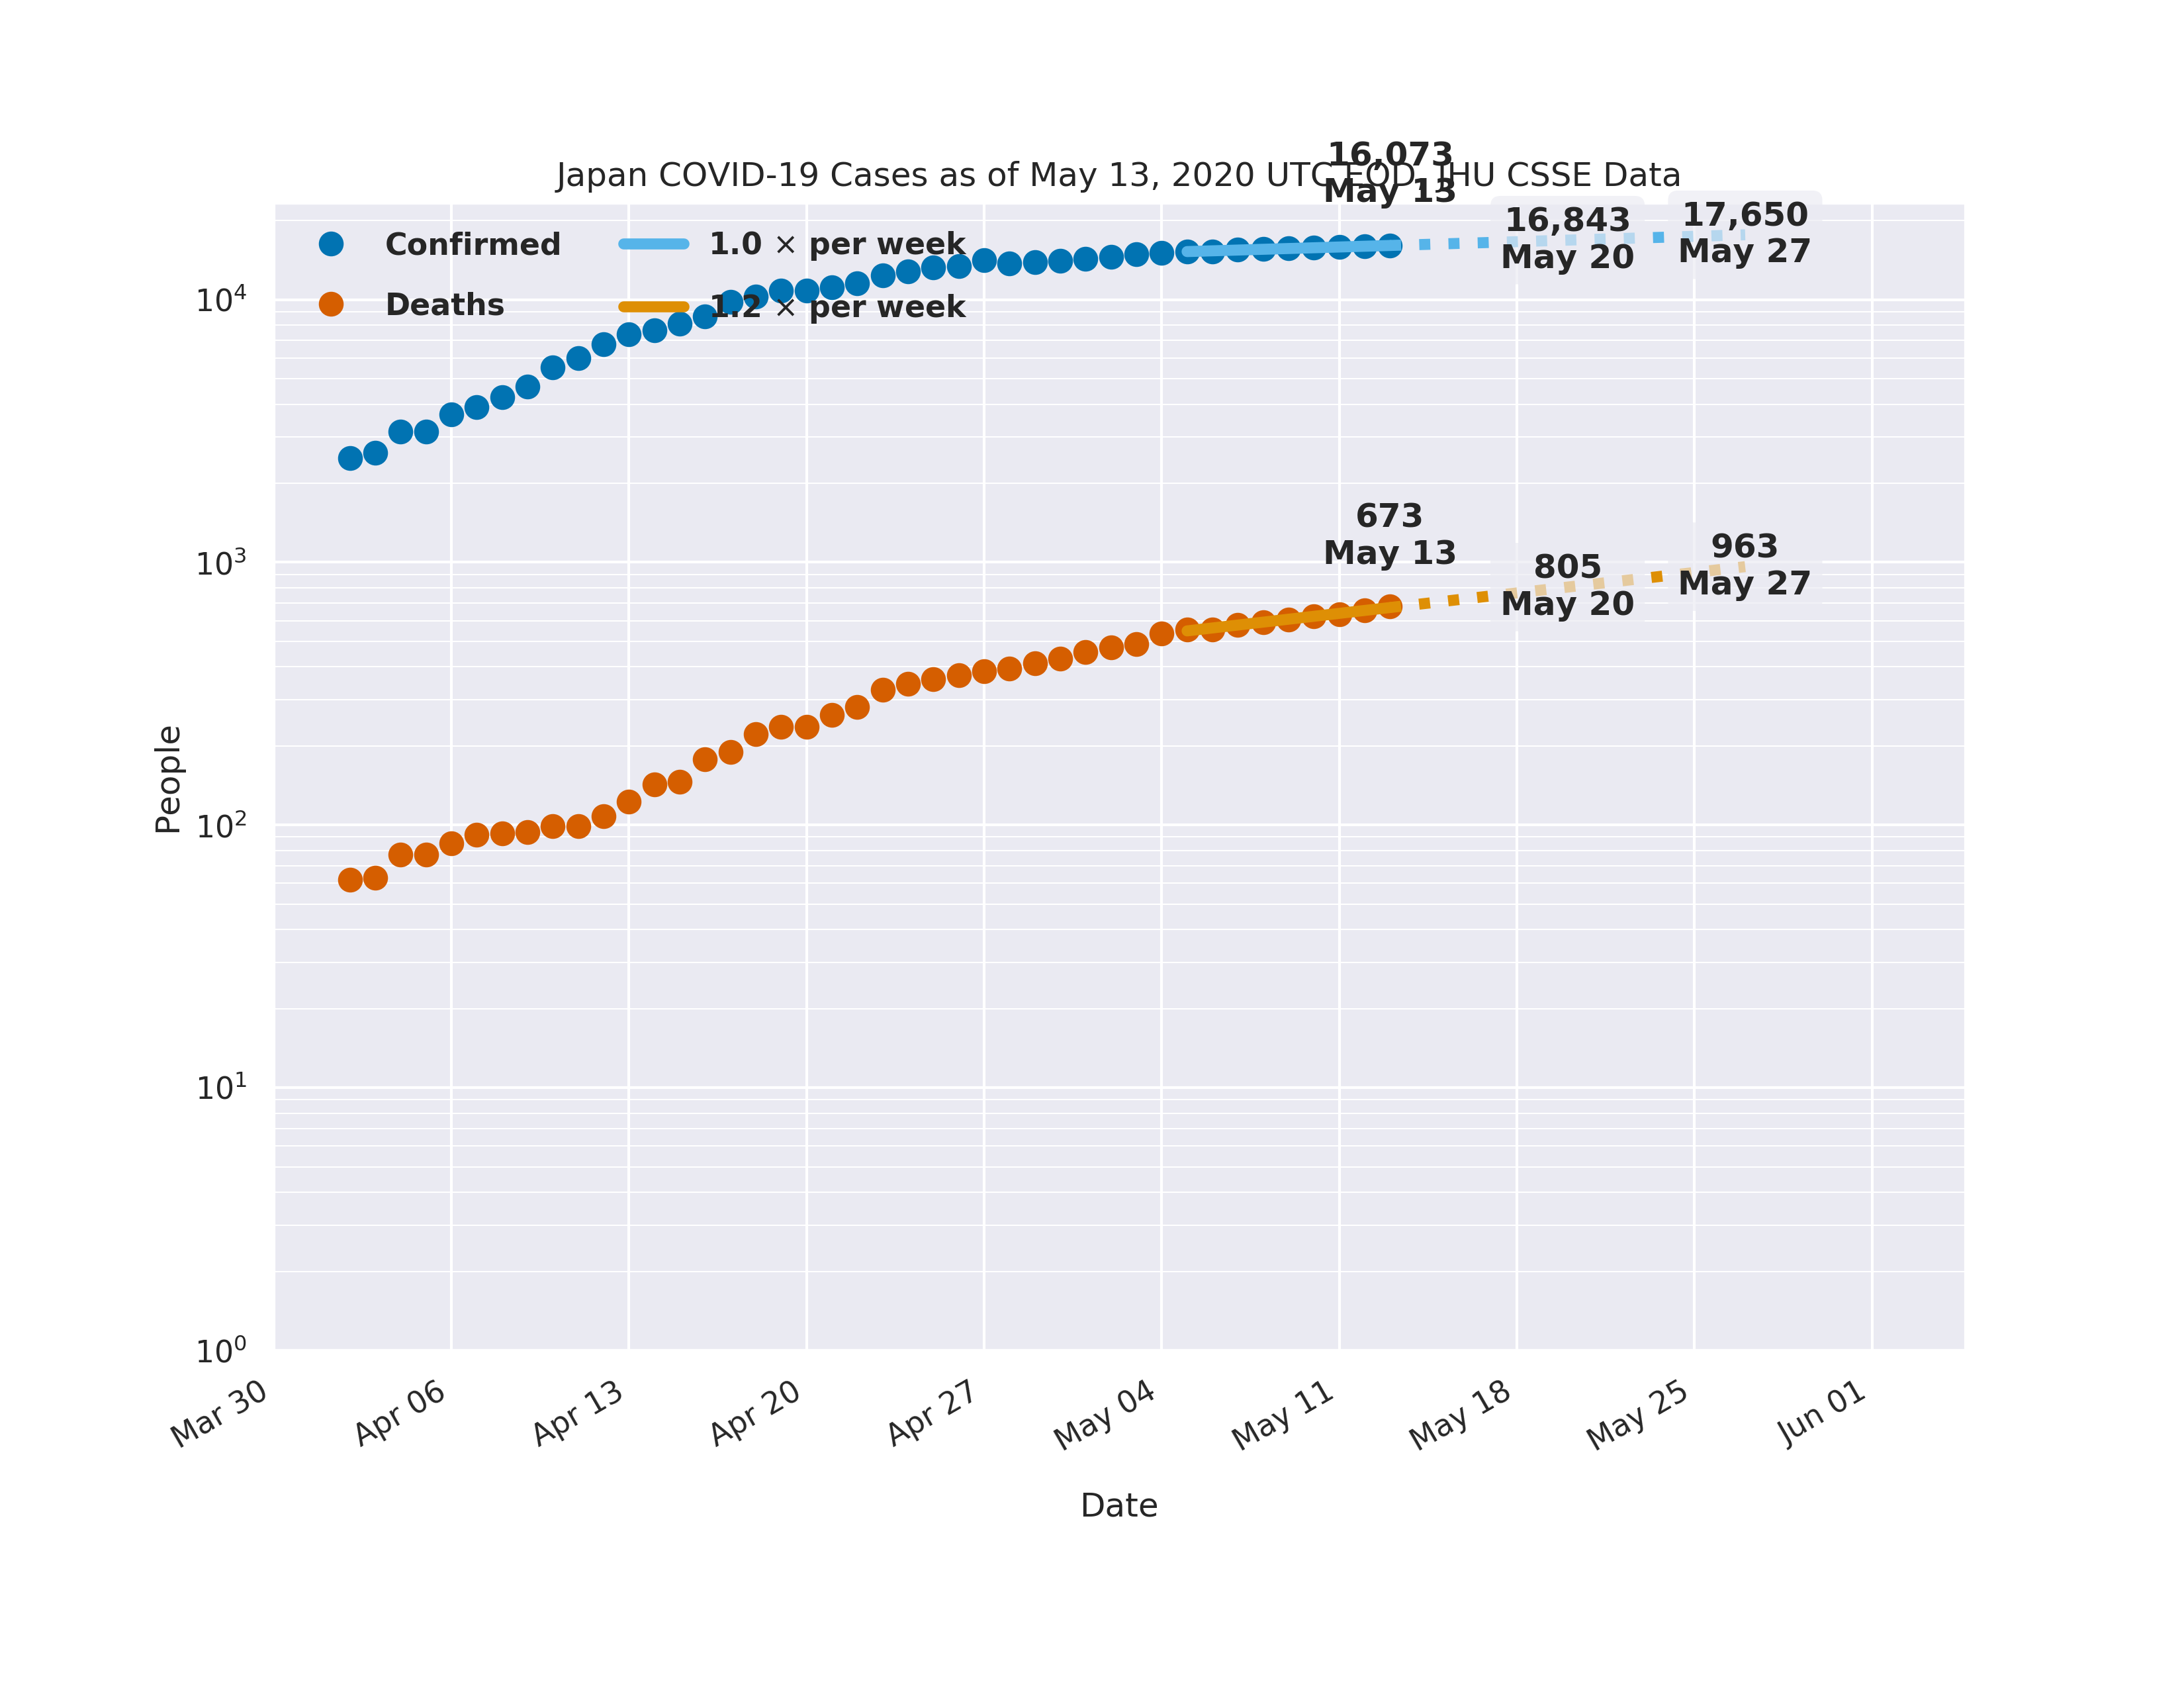 16,073
May 13
Japan COVID-19 Cases as of May 13, 2020 UTC EOD, JHU CSSE Data
16,843
May 20
17,650
May 27
Confirmed
1.0 × per week
Deaths
1.2 × per week
673
May 13
805
May 20
963
May 27
People
10⁴
10³
10²
10¹
10⁰
Mar 30
Apr 06
Apr 13
Apr 20
Apr 27
May 04
May 11
May 18
May 25
Jun 01
Date